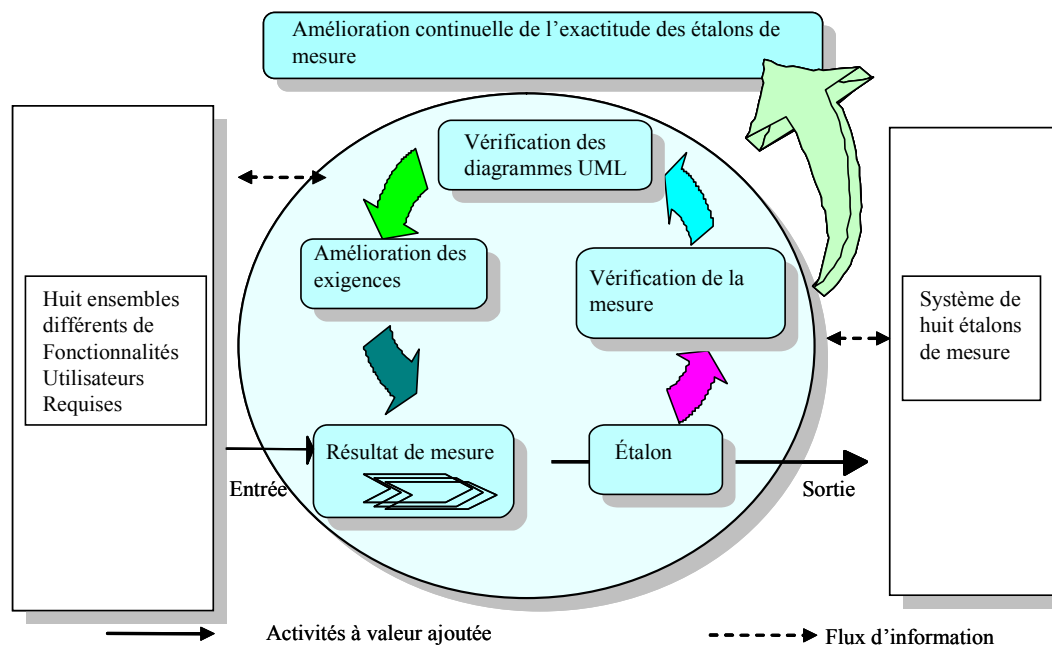 Amélioration continuelle de l’exactitude des étalons de
mesure
Vérification des
diagrammes UML
Amélioration des
exigences
Vérification de la
mesure
Huit ensembles
différents de
Fonctionnalités
Utilisateurs
Requises
Système de
huit étalons
de mesure
Résultat de mesure
Étalon
Entrée
Sortie
Activités à valeur ajoutée
Flux d’information